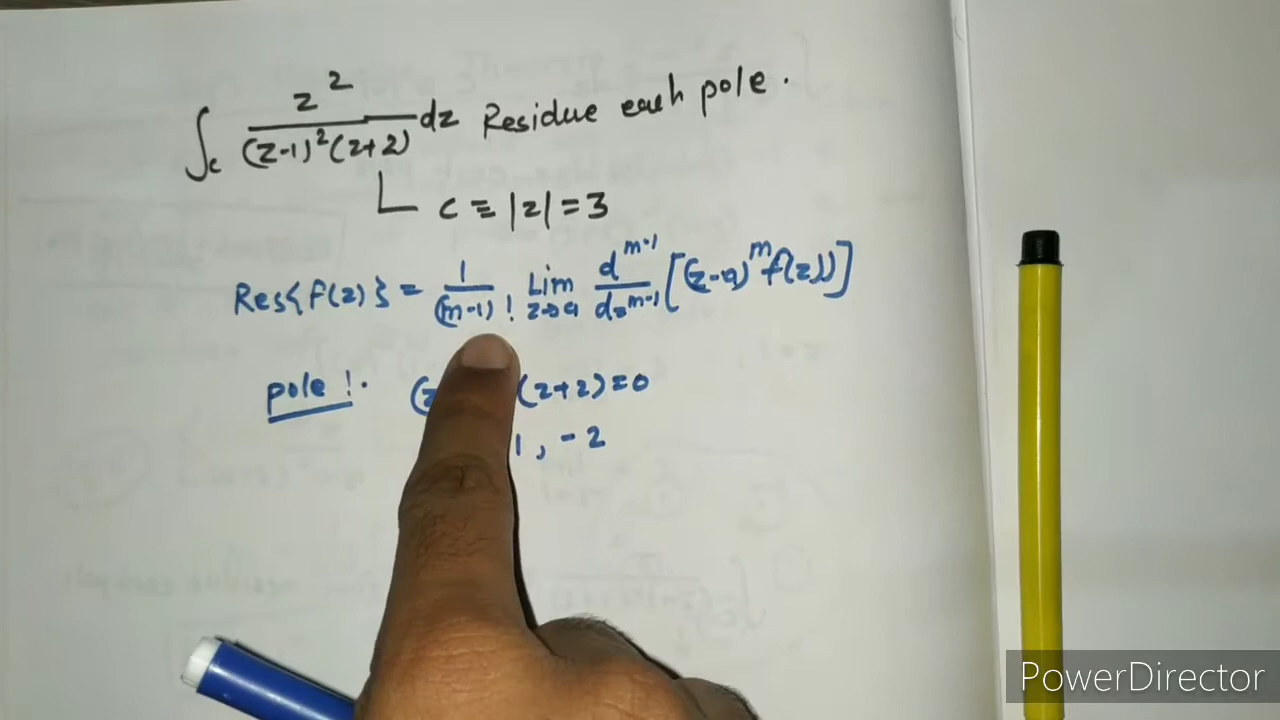 ∫c z² / (z-1)²(z+2) dz Residue each pole.
C ≡ |z| = 3
Res{f(z)} = 1/(m-1)! Lim z→a d^m-1/dz^m-1 [(z-a)^m f(z))]
pole !. (z (z+2)=0
1, -2
PowerDirector